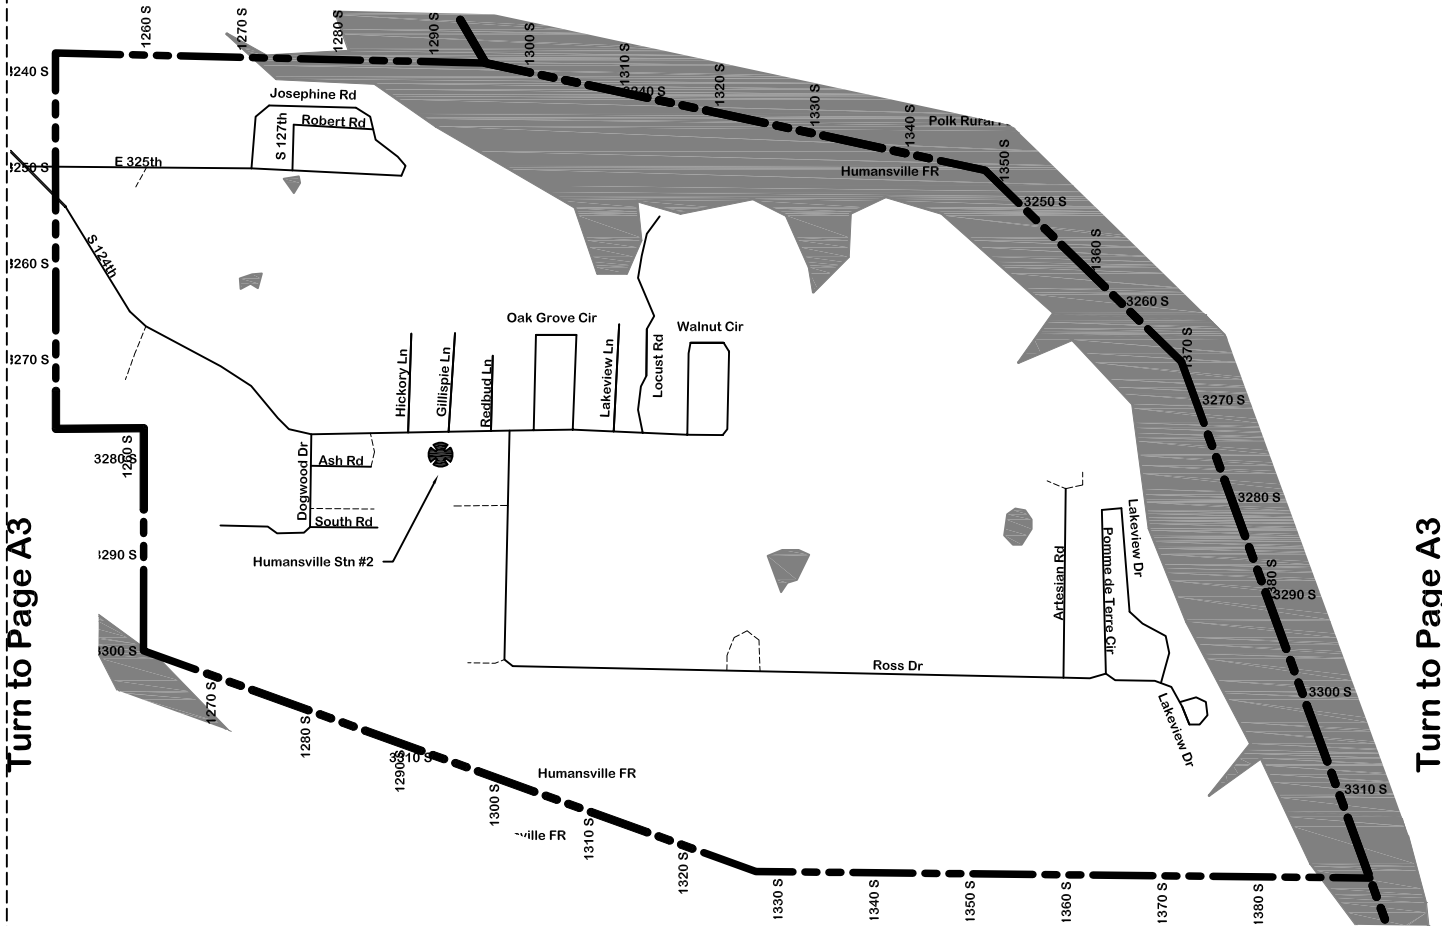 1260 S
1270 S
1280 S
1290 S
1300 S
1310 S
1320 S
1330 S
1340 S
1350 S
3240 S
3240 S
Josephine Rd
Robert Rd
S 127th
E 325th
3250 S
Polk Rural
Humansville FR
3250 S
S 124th
3260 S
1360 S
3260 S
3270 S
Oak Grove Cir
Walnut Cir
Hickory Ln
Gillispie Ln
Redbud Ln
Lakeview Ln
Locust Rd
1370 S
3270 S
3280 S
1260 S
Dogwood Dr
Ash Rd
South Rd
Humansville Stn #2
3280 S
Lakeview Dr
Pomme de Terre Cir
Artesian Rd
3290 S
1380 S
3290 S
Turn to Page A3
Turn to Page A3
3300 S
Ross Dr
3300 S
Lakeview Dr
1270 S
1280 S
3310 S
1290 S
Humansville FR
1300 S
3310 S
1310 S
ville FR
1320 S
1330 S
1340 S
1350 S
1360 S
1370 S
1380 S